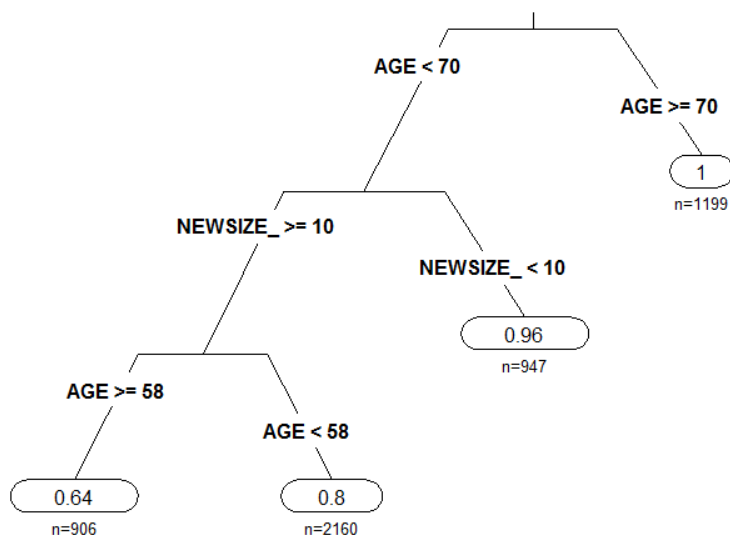 AGE < 70
AGE >= 70
1
n=1199
NEWSIZE_ >= 10
NEWSIZE_ < 10
0.96
n=947
AGE >= 58
AGE < 58
0.64
0.8
n=906
n=2160